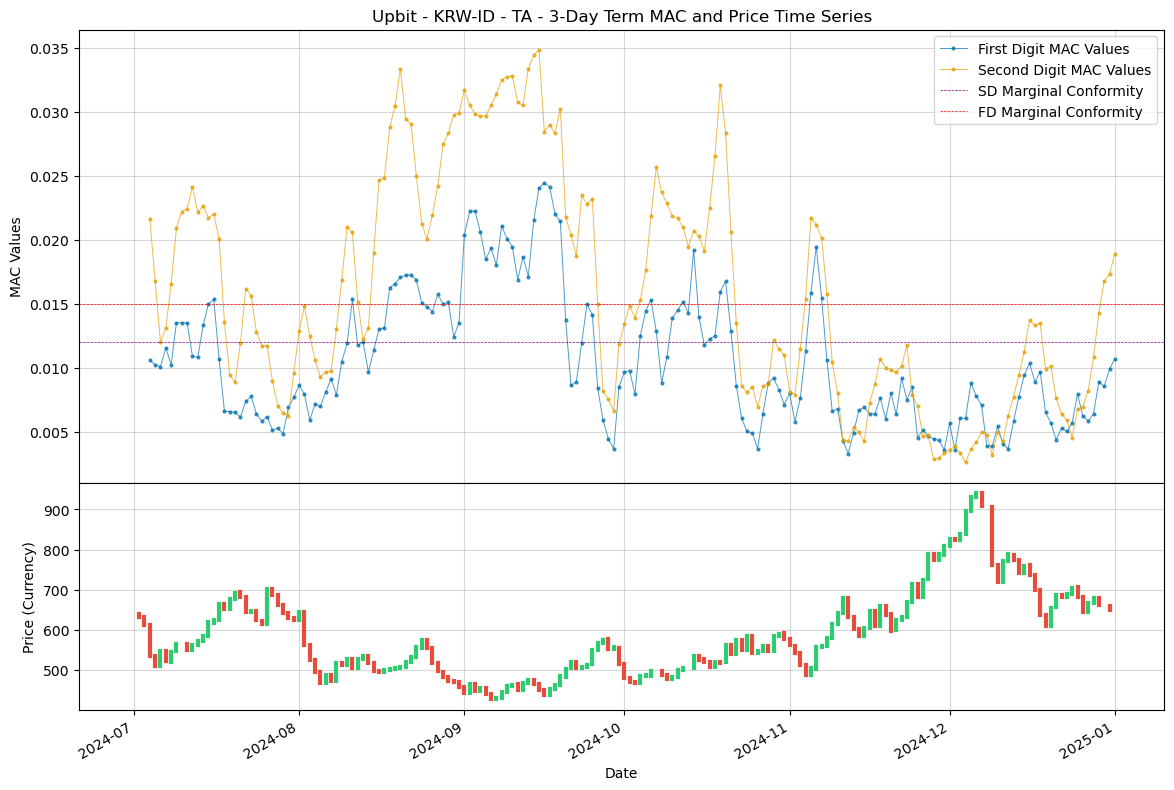 Upbit - KRW-ID - TA - 3-Day Term MAC and Price Time Series
First Digit MAC Values
Second Digit MAC Values
SD Marginal Conformity
FD Marginal Conformity
MAC Values
0.035
0.030
0.025
0.020
0.015
0.010
0.005
Price (Currency)
900
800
700
600
500
2024-07
2024-08
2024-09
2024-10
2024-11
2024-12
2025-01
Date